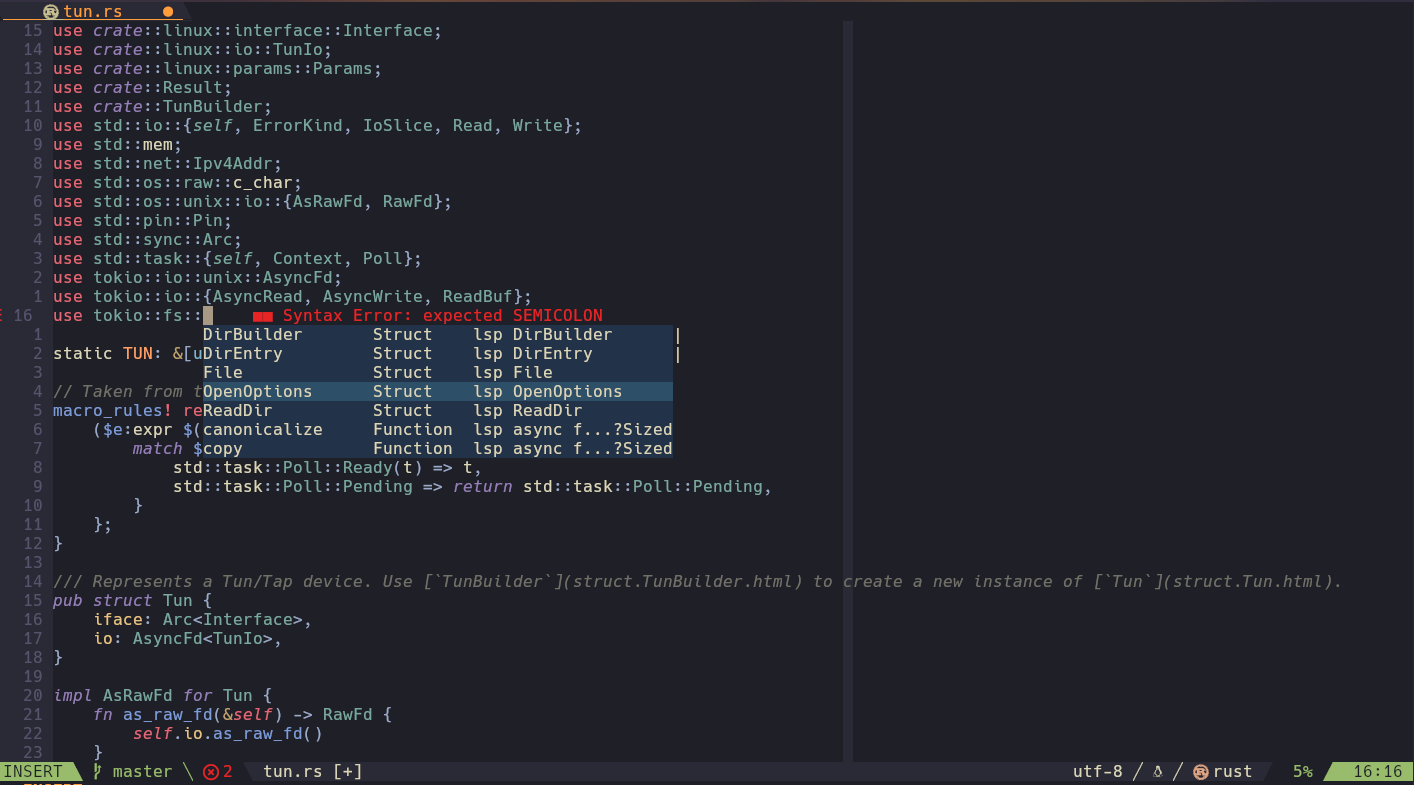 tun.rs
15 use crate::linux::interface::Interface;
14 use crate::linux::io::TunIo;
13 use crate::linux::params::Params;
12 use crate::Result;
11 use crate::TunBuilder;
10 use std::io::{self, ErrorKind, IoSlice, Read, Write};
9 use std::mem;
8 use std::net::Ipv4Addr;
7 use std::os::raw::c_char;
6 use std::os::unix::io::{AsRawFd, RawFd};
5 use std::pin::Pin;
4 use std::sync::Arc;
3 use std::task::{self, Context, Poll};
2 use tokio::io::unix::AsyncFd;
1 use tokio::io::{AsyncRead, AsyncWrite, ReadBuf};
16 use tokio::fs:: ■■ Syntax Error: expected SEMICOLON
1 DirBuilder Struct lsp DirBuilder |
2 static TUN: &[u DirEntry Struct lsp DirEntry |
3 File Struct lsp File
4 // Taken from t OpenOptions Struct lsp OpenOptions
5 macro_rules! re ReadDir Struct lsp ReadDir
6 ($e:expr $( canonicalize Function lsp async f...?Sized
7 match $ copy Function lsp async f...?Sized
8 std::task::Poll::Ready(t) => t,
9 std::task::Poll::Pending => return std::task::Poll::Pending,
10 }
11 };
12 }
13
14 /// Represents a Tun/Tap device. Use [`TunBuilder`](struct.TunBuilder.html) to create a new instance of [`Tun`](struct.Tun.html).
15 pub struct Tun {
16 iface: Arc<Interface>,
17 io: AsyncFd<TunIo>,
18 }
19
20 impl AsRawFd for Tun {
21 fn as_raw_fd(&self) -> RawFd {
22 self.io.as_raw_fd()
23 }
INSERT master 2 tun.rs [+] utf-8 rust 5% 16:16